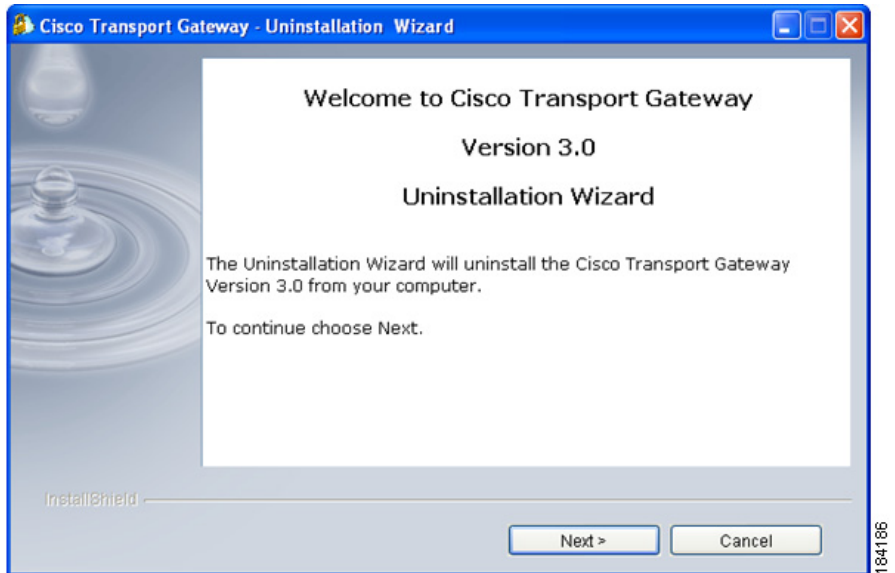 Cisco Transport Gateway - Uninstallation Wizard
Welcome to Cisco Transport Gateway
Version 3.0
Uninstallation Wizard
The Uninstallation Wizard will uninstall the Cisco Transport Gateway
Version 3.0 from your computer.
To continue choose Next.
InstallShield
Next >
Cancel
184186